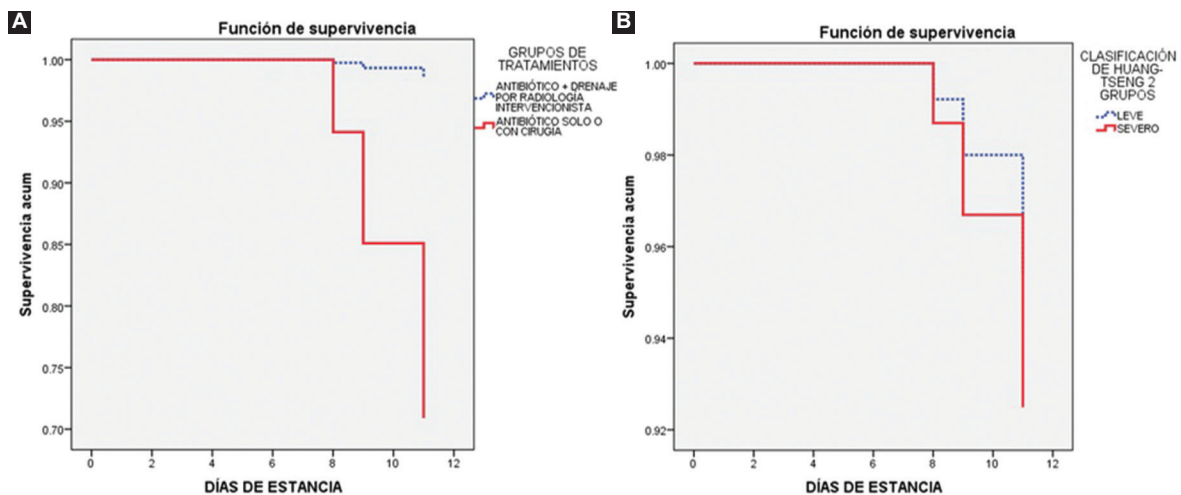 A
Función de supervivencia
GRUPOS DE
TRATAMIENTOS
ANTIBIÓTICO + DRENAJE
POR RADIOLOGÍA
INTERVENCIONISTA
ANTIBIÓTICO SOLO O
CON CIRUGÍA
Supervivencia acum
1.00
0.95
0.90
0.85
0.80
0.75
0.70
0
2
4
6
8
10
12
DÍAS DE ESTANCIA
B
Función de supervivencia
CLASIFICACIÓN
DE HUANG-
TSENG 2
GRUPOS
LEVE
SEVERO
Supervivencia acum
1.00
0.98
0.96
0.94
0.92
0
2
4
6
8
10
12
DÍAS DE ESTANCIA